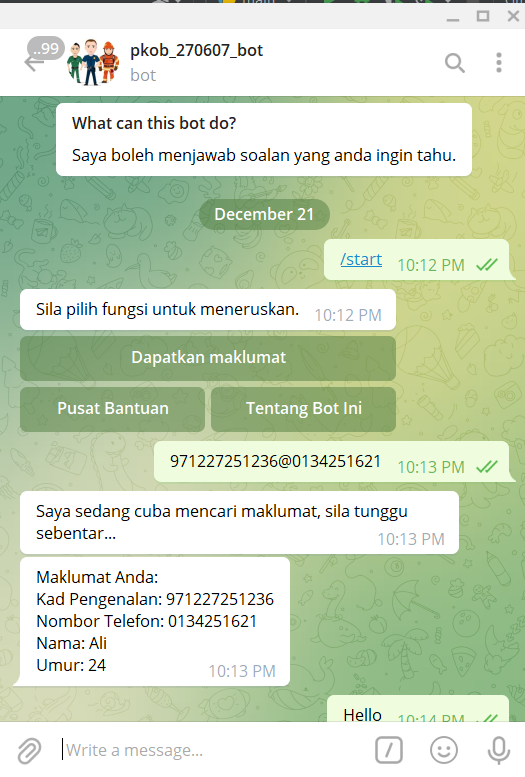 ..99
pkob_270607_bot
bot
What can this bot do?
Saya boleh menjawab soalan yang anda ingin tahu.
December 21
/start 10:12 PM
Sila pilih fungsi untuk meneruskan. 10:12 PM
Dapatkan maklumat
Pusat Bantuan Tentang Bot Ini
971227251236@0134251621 10:13 PM
Saya sedang cuba mencari maklumat, sila tunggu
sebentar... 10:13 PM
Maklumat Anda:
Kad Pengenalan: 971227251236
Nombor Telefon: 0134251621
Nama: Ali
Umur: 24 10:13 PM
Hello 10:14 PM
Write a message...